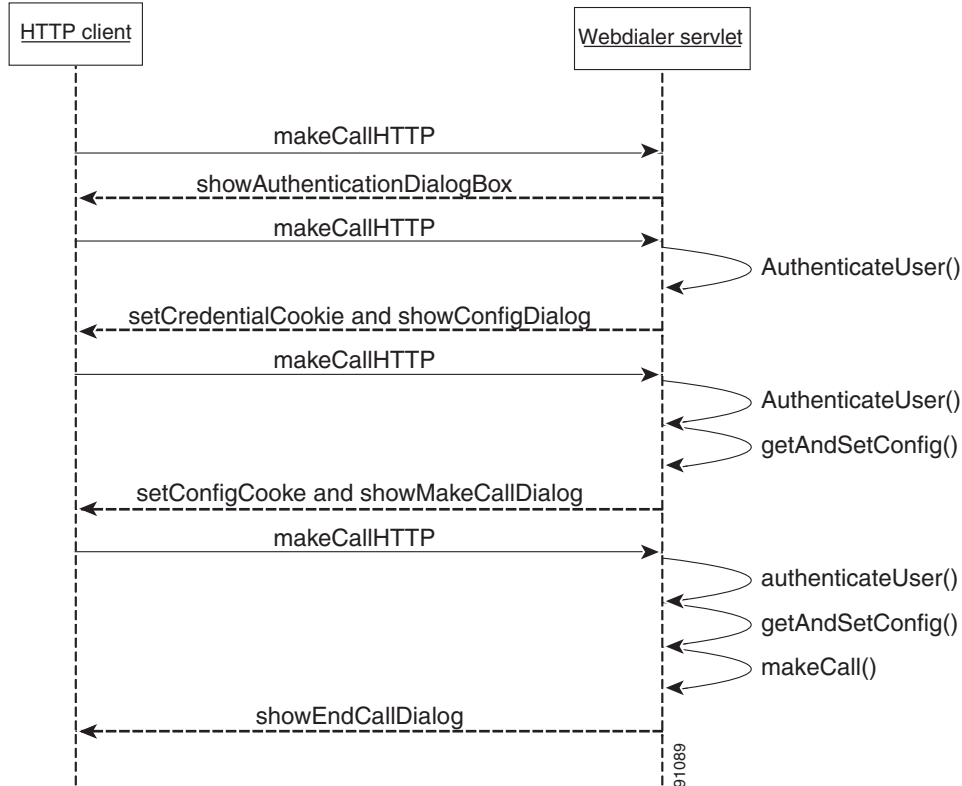 HTTP client
Webdialer servlet
makeCallHTTP
showAuthenticationDialogBox
makeCallHTTP
AuthenticateUser()
setCredentialCookie and showConfigDialog
makeCallHTTP
AuthenticateUser()
getAndSetConfig()
setConfigCooke and showMakeCallDialog
makeCallHTTP
authenticateUser()
getAndSetConfig()
makeCall()
showEndCallDialog
91089